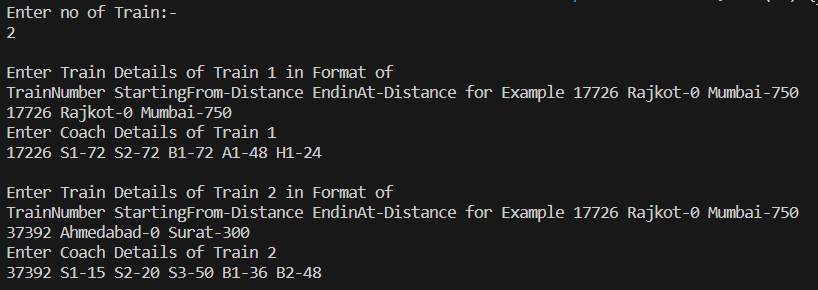 Enter no of Train:-
2
Enter Train Details of Train 1 in Format of
TrainNumber StartingFrom-Distance EndinAt-Distance for Example 17726 Rajkot-0 Mumbai-750
17726 Rajkot-0 Mumbai-750
Enter Coach Details of Train 1
17226 S1-72 S2-72 B1-72 A1-48 H1-24
Enter Train Details of Train 2 in Format of
TrainNumber StartingFrom-Distance EndinAt-Distance for Example 17726 Rajkot-0 Mumbai-750
37392 Ahmedabad-0 Surat-300
Enter Coach Details of Train 2
37392 S1-15 S2-20 S3-50 B1-36 B2-48